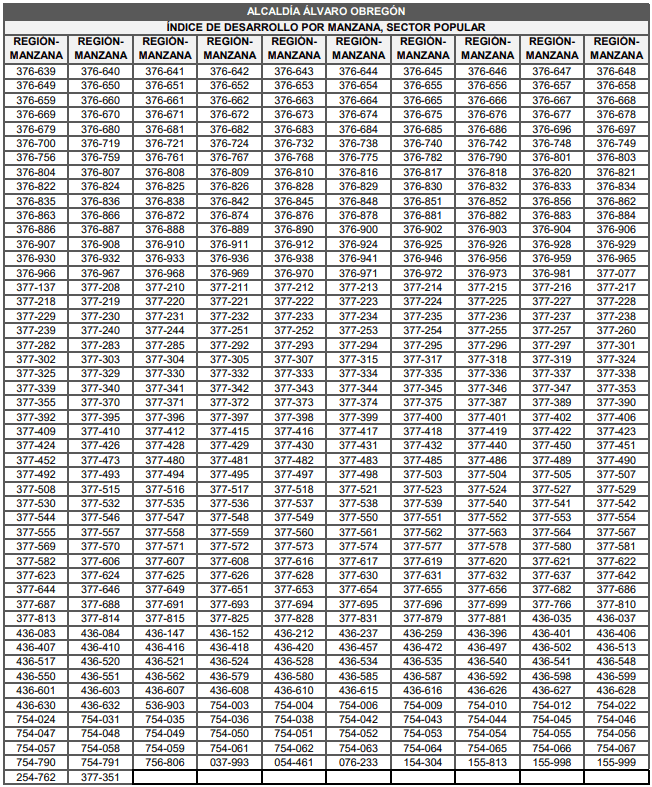 ALCALDÍA ÁLVARO OBREGÓN
ÍNDICE DE DESARROLLO POR MANZANA, SECTOR POPULAR
REGIÓN- REGIÓN- REGIÓN- REGIÓN- REGIÓN- REGIÓN- REGIÓN- REGIÓN- REGIÓN- REGIÓN-
MANZANA MANZANA MANZANA MANZANA MANZANA MANZANA MANZANA MANZANA MANZANA MANZANA
376-639 376-640 376-641 376-642 376-643 376-644 376-645 376-646 376-647 376-648
376-649 376-650 376-651 376-652 376-653 376-654 376-655 376-656 376-657 376-658
376-659 376-660 376-661 376-662 376-663 376-664 376-665 376-666 376-667 376-668
376-669 376-670 376-671 376-672 376-673 376-674 376-675 376-676 376-677 376-678
376-679 376-680 376-681 376-682 376-683 376-684 376-685 376-686 376-696 376-697
376-700 376-719 376-721 376-724 376-732 376-738 376-740 376-742 376-748 376-749
376-756 376-759 376-761 376-767 376-768 376-775 376-782 376-790 376-801 376-803
376-804 376-807 376-808 376-809 376-810 376-816 376-817 376-818 376-820 376-821
376-822 376-824 376-825 376-826 376-828 376-829 376-830 376-832 376-833 376-834
376-835 376-836 376-838 376-842 376-845 376-848 376-851 376-852 376-856 376-862
376-863 376-866 376-872 376-874 376-876 376-878 376-881 376-882 376-883 376-884
376-886 376-887 376-888 376-889 376-890 376-900 376-902 376-903 376-904 376-906
376-907 376-908 376-910 376-911 376-912 376-924 376-925 376-926 376-928 376-929
376-930 376-932 376-933 376-936 376-938 376-941 376-946 376-956 376-959 376-965
376-966 376-967 376-968 376-969 376-970 376-971 376-972 376-973 376-981 377-077
377-137 377-208 377-210 377-211 377-212 377-213 377-214 377-215 377-216 377-217
377-218 377-219 377-220 377-221 377-222 377-223 377-224 377-225 377-227 377-228
377-229 377-230 377-231 377-232 377-233 377-234 377-235 377-236 377-237 377-238
377-239 377-240 377-244 377-251 377-252 377-253 377-254 377-255 377-257 377-260
377-282 377-283 377-285 377-292 377-293 377-294 377-295 377-296 377-297 377-301
377-302 377-303 377-304 377-305 377-307 377-315 377-317 377-318 377-319 377-324
377-325 377-329 377-330 377-332 377-333 377-334 377-335 377-336 377-337 377-338
377-339 377-340 377-341 377-342 377-343 377-344 377-345 377-346 377-347 377-353
377-355 377-370 377-371 377-372 377-373 377-374 377-375 377-387 377-389 377-390
377-392 377-395 377-396 377-397 377-398 377-399 377-400 377-401 377-402 377-406
377-409 377-410 377-412 377-415 377-416 377-417 377-418 377-419 377-422 377-423
377-424 377-426 377-428 377-429 377-430 377-431 377-432 377-440 377-450 377-451
377-452 377-473 377-480 377-481 377-482 377-483 377-485 377-486 377-489 377-490
377-492 377-493 377-494 377-495 377-497 377-498 377-503 377-504 377-505 377-507
377-508 377-515 377-516 377-517 377-518 377-521 377-523 377-524 377-527 377-529
377-530 377-532 377-535 377-536 377-537 377-538 377-539 377-540 377-541 377-542
377-544 377-546 377-547 377-548 377-549 377-550 377-551 377-552 377-553 377-554
377-555 377-557 377-558 377-559 377-560 377-561 377-562 377-563 377-564 377-567
377-569 377-570 377-571 377-572 377-573 377-574 377-577 377-578 377-580 377-581
377-582 377-606 377-607 377-608 377-616 377-617 377-619 377-620 377-621 377-622
377-623 377-624 377-625 377-626 377-628 377-630 377-631 377-632 377-637 377-642
377-644 377-646 377-649 377-651 377-653 377-654 377-655 377-656 377-682 377-686
377-687 377-688 377-691 377-693 377-694 377-695 377-696 377-699 377-766 377-810
377-813 377-814 377-815 377-825 377-828 377-831 377-879 377-881 436-035 436-037
436-083 436-084 436-147 436-152 436-212 436-237 436-259 436-396 436-401 436-406
436-407 436-410 436-416 436-418 436-420 436-457 436-472 436-497 436-502 436-513
436-517 436-520 436-521 436-524 436-528 436-534 436-535 436-540 436-541 436-548
436-550 436-551 436-562 436-579 436-580 436-585 436-587 436-592 436-598 436-599
436-601 436-603 436-607 436-608 436-610 436-615 436-616 436-626 436-627 436-628
436-630 436-632 536-903 754-003 754-004 754-006 754-009 754-010 754-012 754-022
754-024 754-031 754-035 754-036 754-038 754-042 754-043 754-044 754-045 754-046
754-047 754-048 754-049 754-050 754-051 754-052 754-053 754-054 754-055 754-056
754-057 754-058 754-059 754-061 754-062 754-063 754-064 754-065 754-066 754-067
754-790 754-791 756-806 037-993 054-461 076-233 154-304 155-813 155-998 155-999
254-762 377-351